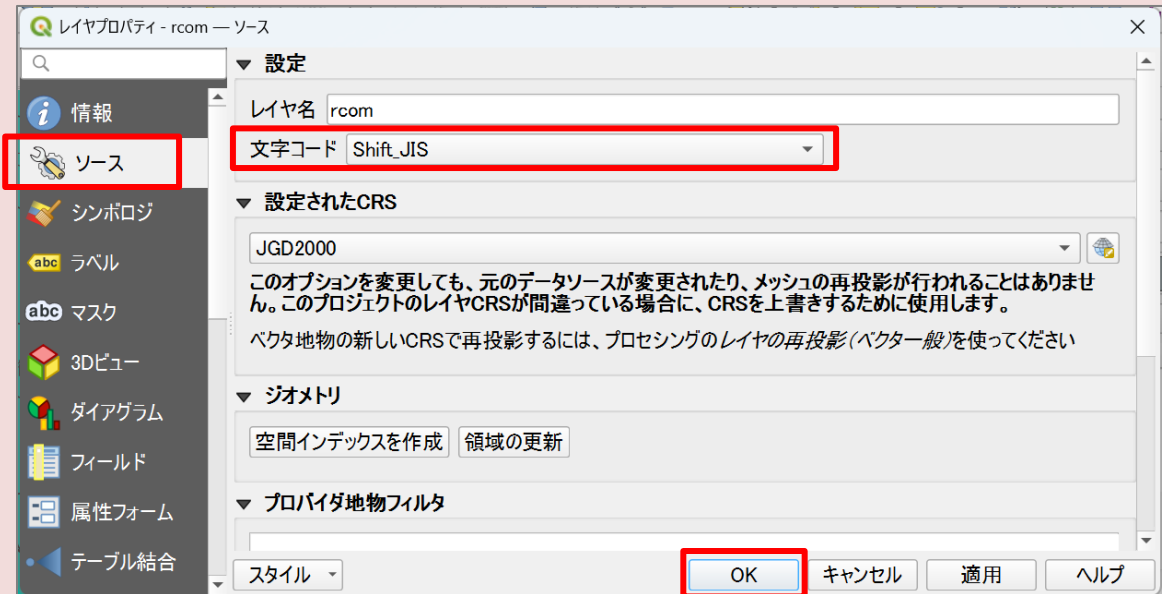 レイヤプロパティ - rcom — ソース
情報
ソース
シンボロジ
abc ラベル
abc マスク
3Dビュー
ダイアグラム
フィールド
属性フォーム
テーブル結合
設定
レイヤ名 rcom
文字コード Shift_JIS
設定されたCRS
JGD2000
このオプションを変更しても、元のデータソースが変更されたり、メッシュの再投影が行われることはありませ
ん。このプロジェクトのレイヤCRSが間違っている場合に、CRSを上書きするために使用します。
ベクタ地物の新しいCRSで再投影するには、プロセシングのレイヤの再投影(ベクター一般)を使ってください
ジオメトリ
空間インデックスを作成 領域の更新
プロバイダ地物フィルタ
スタイル OK キャンセル 適用 ヘルプ